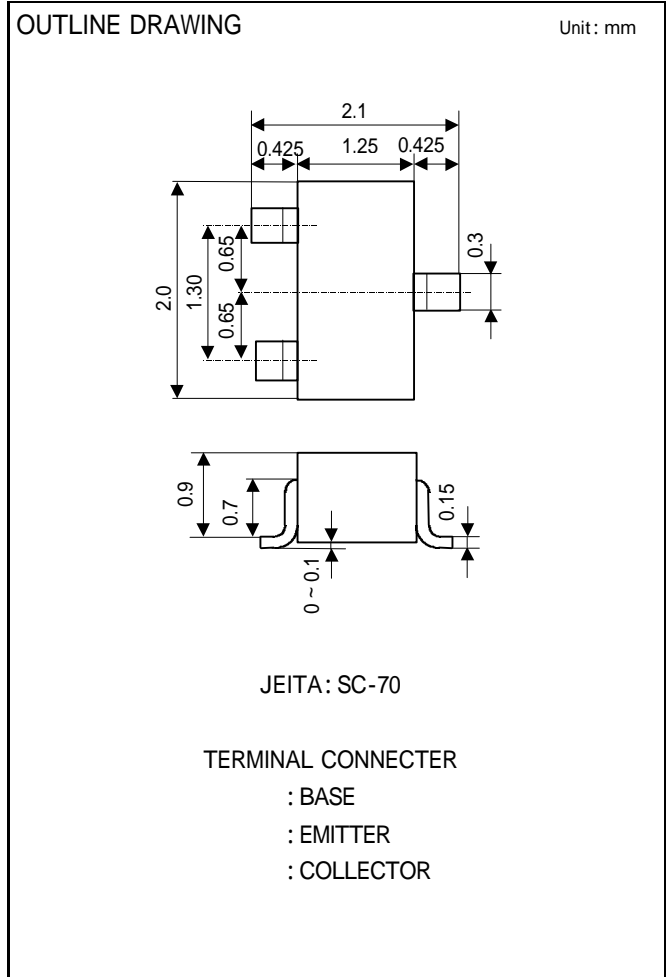 OUTLINE DRAWING
Unit: mm
2.1
0.425 1.25 0.425
0.65
0.3
2.0
1.30
0.65
0.9
0.7
0.15
0 ~ 0.1
JEITA: SC-70
TERMINAL CONNECTER
: BASE
: EMITTER
: COLLECTOR